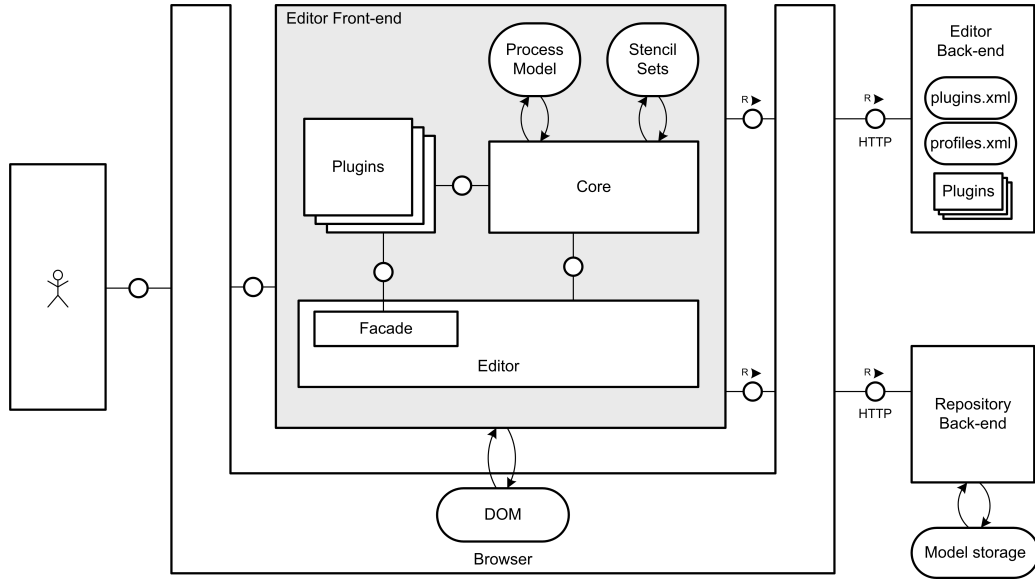 Editor Front-end
Process
Model
Stencil
Sets
Editor
Back-end
R
R
plugins.xml
HTTP
profiles.xml
Plugins
Core
Plugins
Facade
Editor
R
R
HTTP
Repository
Back-end
DOM
Browser
Model storage